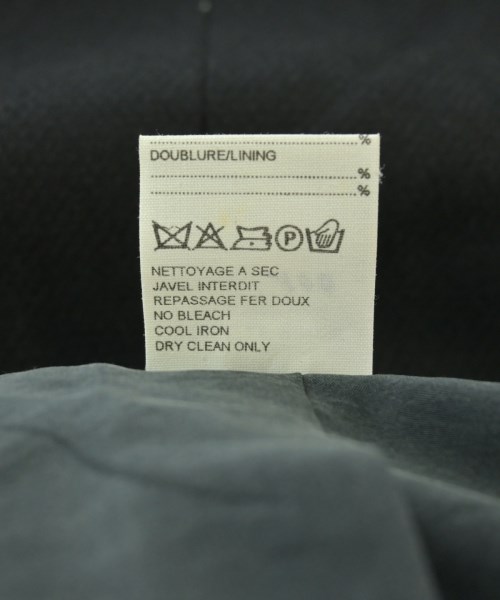 ........................................%
DOUBLURE/LINING
........................................%
........................................%
P
NETTOYAGE A SEC
JAVEL INTERDIT
REPASSAGE FER DOUX
NO BLEACH
COOL IRON
DRY CLEAN ONLY